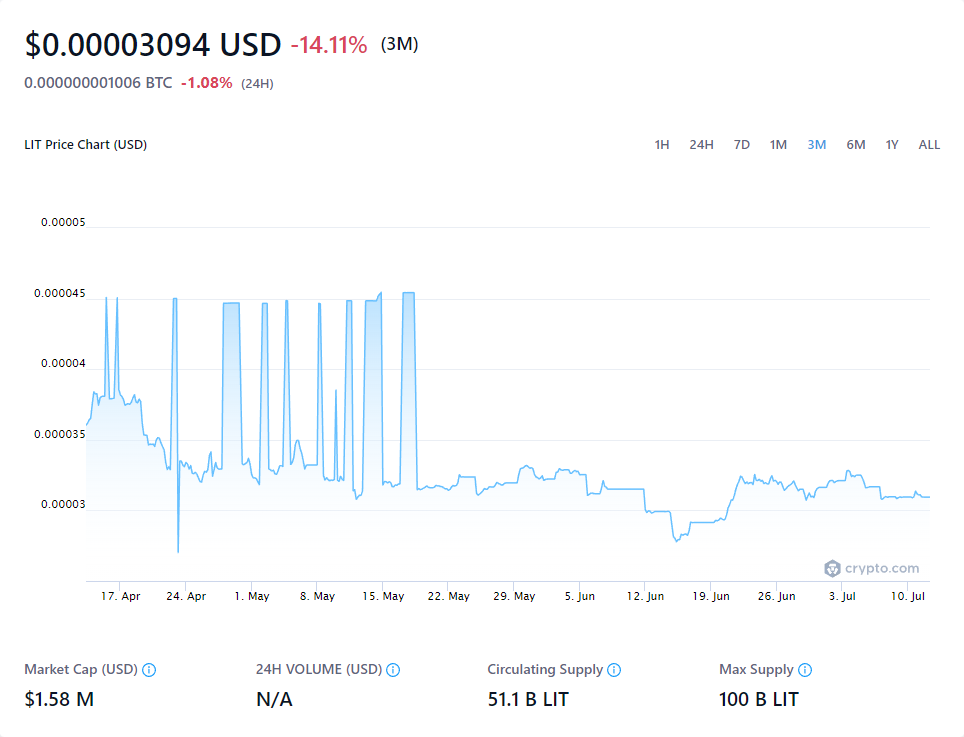 $0.00003094 USD -14.11% (3M)
0.000000001006 BTC -1.08% (24H)
LIT Price Chart (USD) 1H 24H 7D 1M 3M 6M 1Y ALL
0.00005
0.000045
0.00004
0.000035
0.00003
crypto.com
17. Apr 24. Apr 1. May 8. May 15. May 22. May 29. May 5. Jun 12. Jun 19. Jun 26. Jun 3. Jul 10. Jul
Market Cap (USD) 24H VOLUME (USD) Circulating Supply Max Supply
$1.58 M N/A 51.1 B LIT 100 B LIT